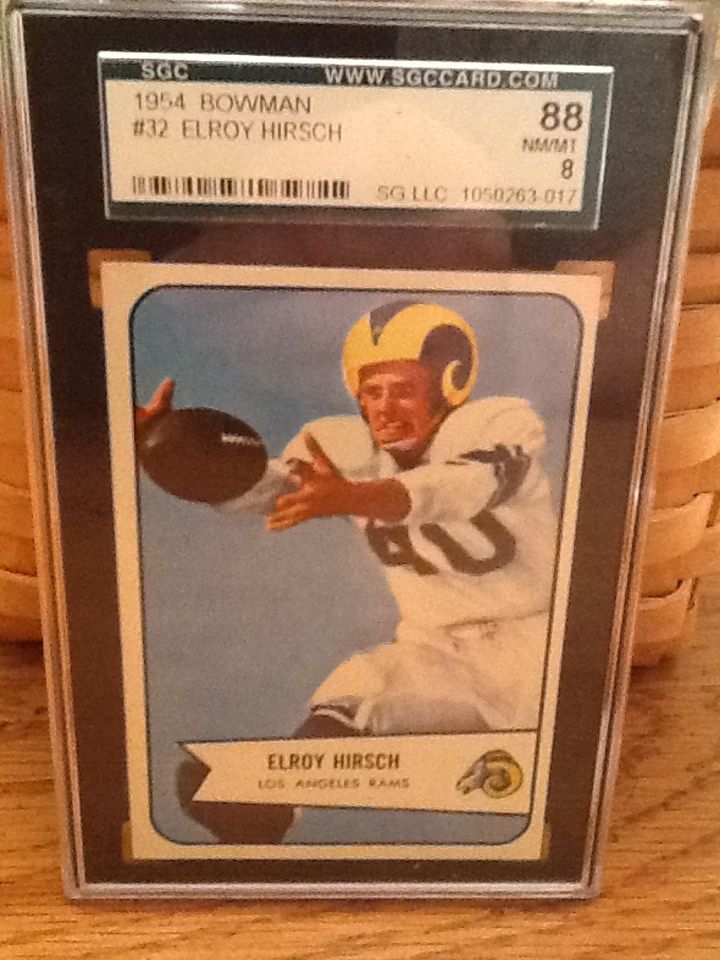 SGC WWW.SGCCARD.COM
1954 BOWMAN 88
#32 ELROY HIRSCH NM/MT
8
SG LLC 1050263-017
40
ELROY HIRSCH
LOS ANGELES RAMS